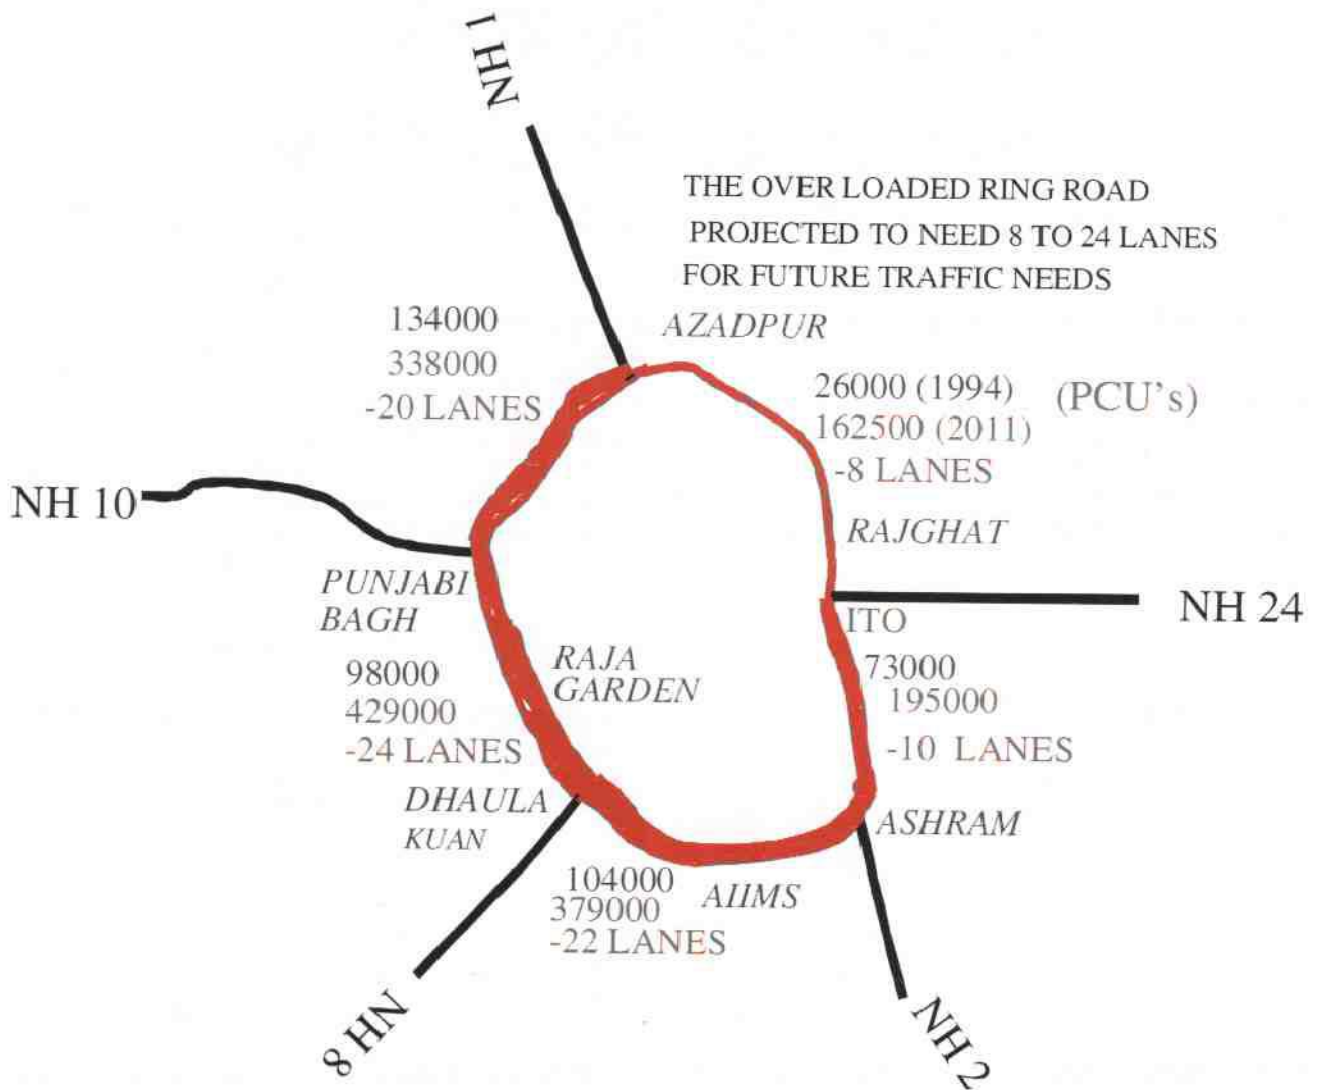 NH 1
THE OVER LOADED RING ROAD
PROJECTED TO NEED 8 TO 24 LANES
FOR FUTURE TRAFFIC NEEDS
134000
338000
-20 LANES
AZADPUR
26000 (1994)
162500 (2011)
-8 LANES
(PCU's)
NH 10
RAJGHAT
PUNJABI
BAGH
NH 24
ITO
73000
195000
-10 LANES
RAJA
GARDEN
98000
429000
-24 LANES
DHAULA
KUAN
ASHRAM
104000
379000
-22 LANES
AIIMS
8 HN
NH 2